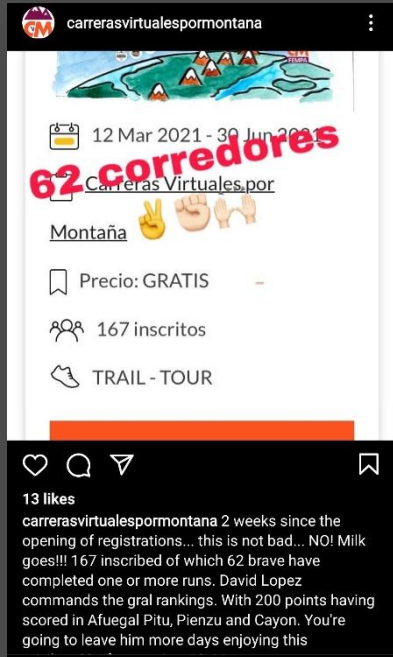 CM
carrerasvirtualespormontana
CM
FEMPA
12 Mar 2021 - 30 Jun 2021
62 corredores
Carreras Virtuales por
Montaña
Precio: GRATIS
167 inscritos
TRAIL - TOUR
13 likes
carrerasvirtualespormontana 2 weeks since the
opening of registrations... this is not bad... NO! Milk
goes!!! 167 inscribed of which 62 brave have
completed one or more runs. David Lopez
commands the gral rankings. With 200 points having
scored in Afuegal Pitu, Pienzu and Cayon. You're
going to leave him more days enjoying this